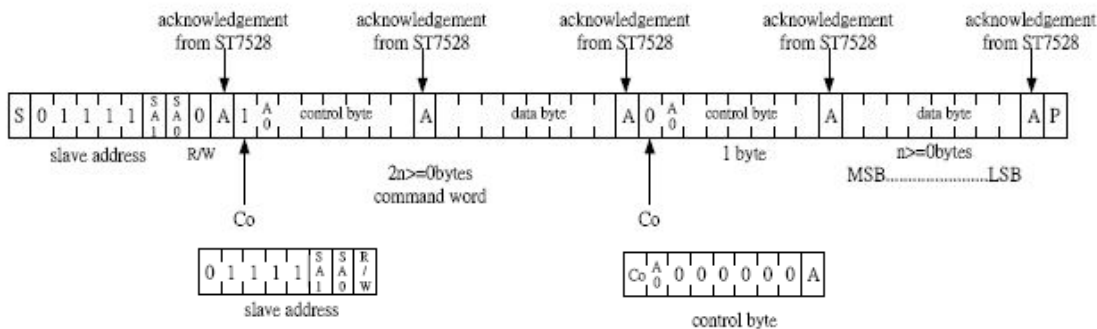 acknowledgement acknowledgement acknowledgement acknowledgement acknowledgement
from ST7528 from ST7528 from ST7528 from ST7528 from ST7528
S 0 1 1 1 1 SA1 SA0 0 A 1 A0 control byte A data byte A 0 A0 control byte A data byte A P
slave address R/W 1 byte n>=0bytes
2n>=0bytes MSB........................LSB
command word
Co Co
0 1 1 1 1 SA1 SA0 R/W Co A0 0 0 0 0 0 0 A
slave address control byte